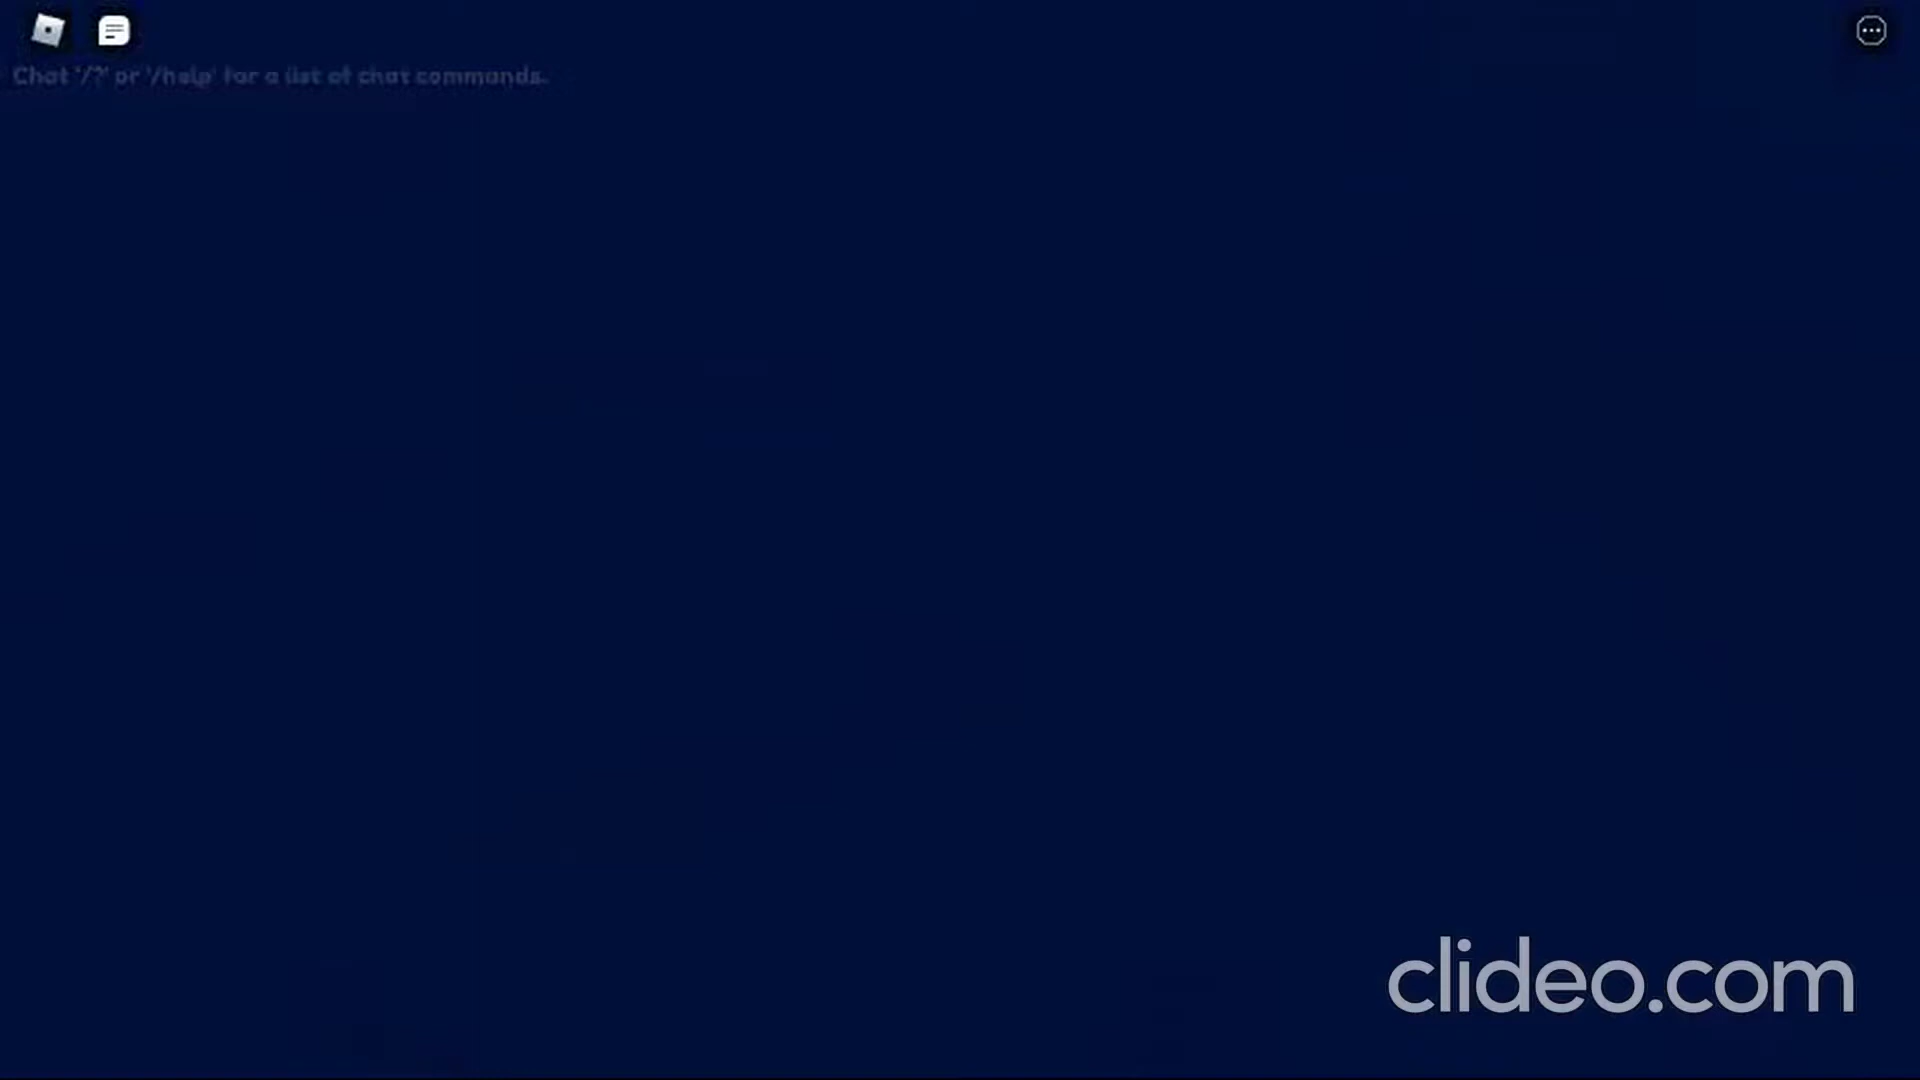 Chat '/?' or '/help' for a list of chat commands.
clideo.com